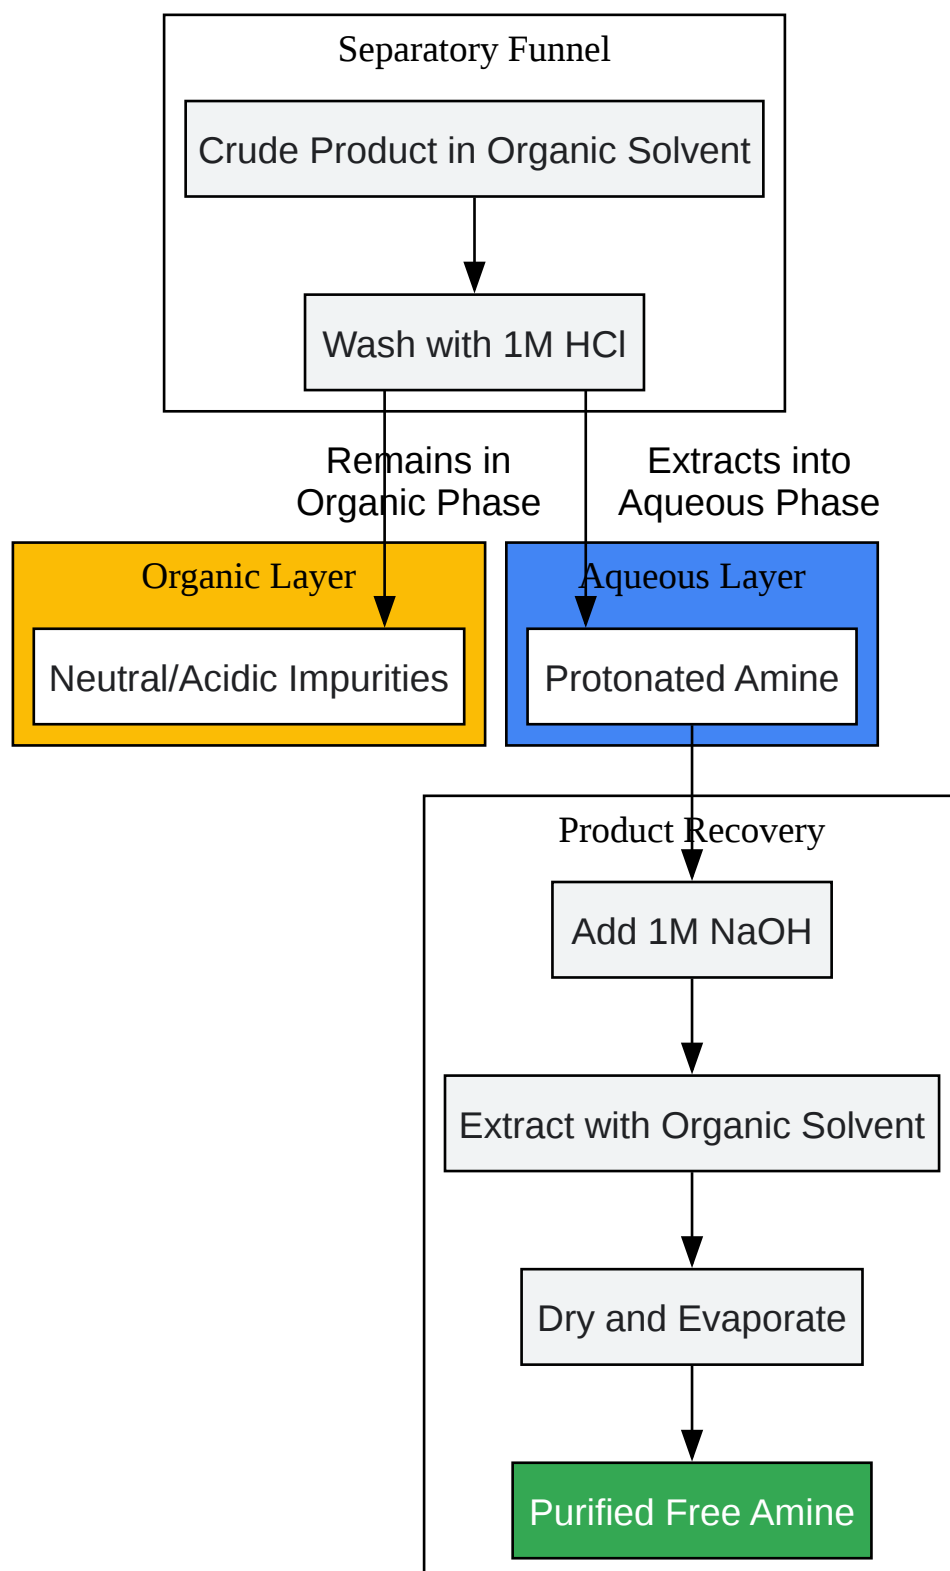 Separatory Funnel
Crude Product in Organic Solvent
Wash with 1M HCl
Remains in
Organic Phase
Extracts into
Aqueous Phase
Organic Layer
Neutral/Acidic Impurities
Aqueous Layer
Protonated Amine
Product Recovery
Add 1M NaOH
Extract with Organic Solvent
Dry and Evaporate
Purified Free Amine